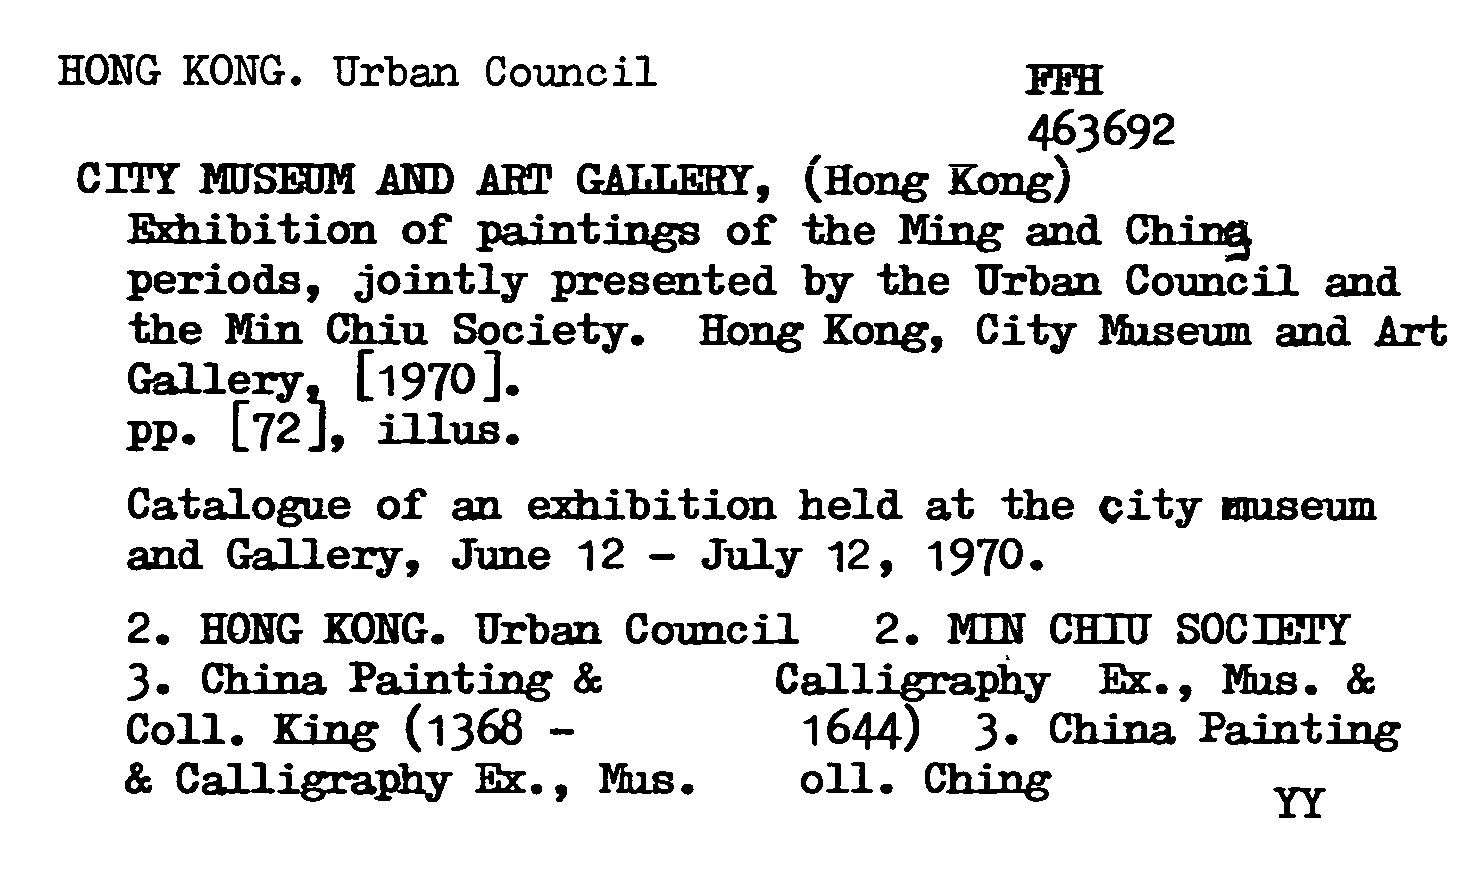 HONG KONG. Urban Council
FFH
463692
CITY MUSEUM AND ART GALLERY, (Hong Kong)
Exhibition of paintings of the Ming and Ching
periods, jointly presented by the Urban Council and
the Min Chiu Society. Hong Kong, City Museum and Art
Gallery, [1970].
pp. [72], illus.
Catalogue of an exhibition held at the city museum
and Gallery, June 12 - July 12, 1970.
2. HONG KONG. Urban Council 2. MIN CHIU SOCIETY
3. China Painting & Calligraphy Ex., Mus. &
Coll. King (1368 - 1644) 3. China Painting
& Calligraphy Ex., Mus. oll. Ching
YY